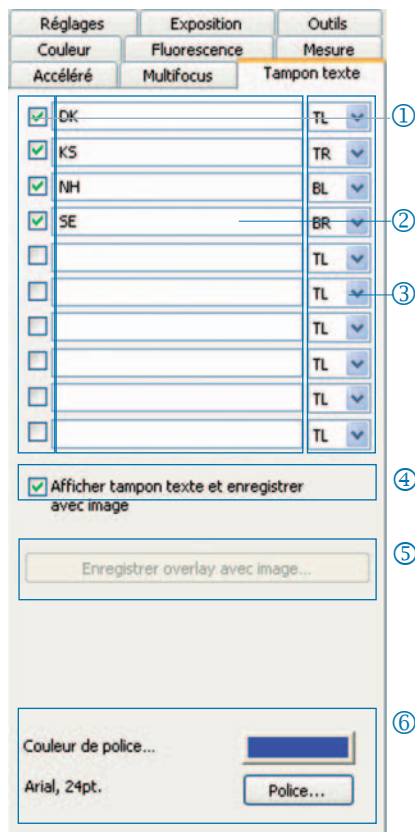 Réglages Exposition Outils
Couleur Fluorescence Mesure
Accéléré Multifocus Tampon texte
DK TL ①
KS TR
NH BL
SE BR ②
TL
TL ③
TL
TL
TL
TL
Afficher tampon texte et enregistrer ④
avec image
Enregistrer overlay avec image... ⑤
⑥
Couleur de police...
Arial, 24pt. Police...